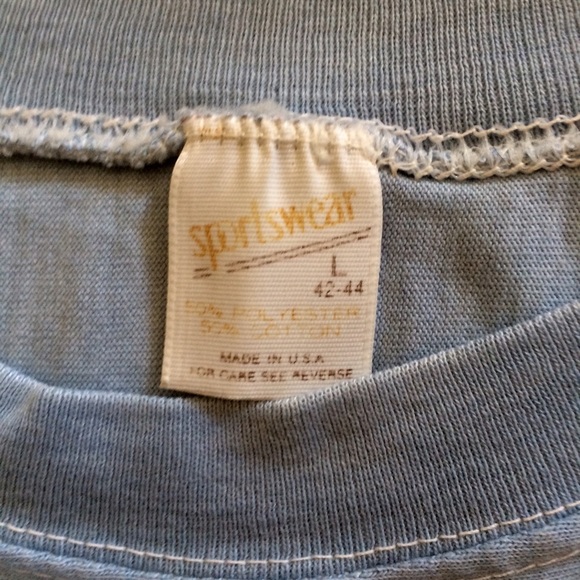 sportswear
L
42-44
50% POLYESTER
50% COTTON
MADE IN U.S.A
FOR CARE SEE REVERSE